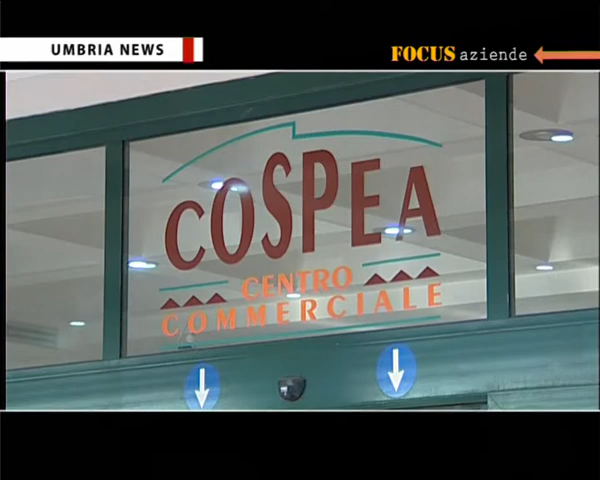 UMBRIA NEWS
FOCUS aziende
COSPEA
CENTRO
COMMERCIALE